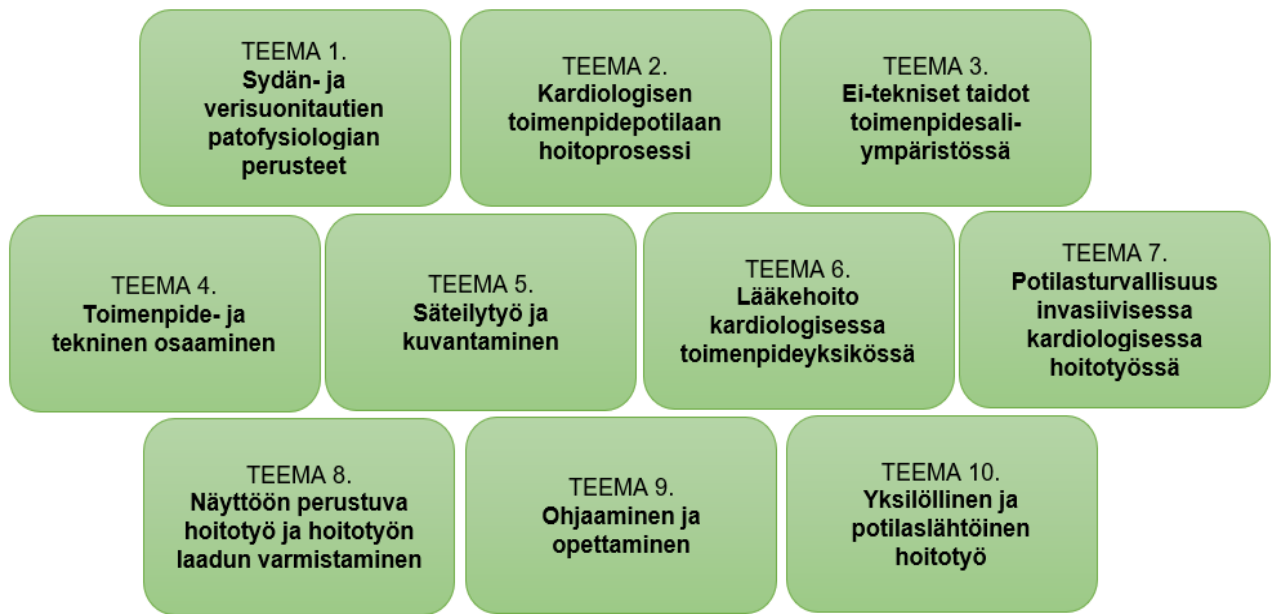 TEEMA 1.
Sydän- ja
verisuonitautien
patofysiologian
perusteet
TEEMA 2.
Kardiologisen
toimenpidepotilaan
hoitoprosessi
TEEMA 3.
Ei-tekniset taidot
toimenpidesali-
ympäristössä
TEEMA 4.
Toimenpide- ja
tekninen osaaminen
TEEMA 5.
Säteilytyö ja
kuvantaminen
TEEMA 6.
Lääkehoito
kardiologisessa
toimenpideyksikössä
TEEMA 7.
Potilasturvallisuus
invasiivisessa
kardiologisessa
hoitotyössä
TEEMA 8.
Näyttöön perustuva
hoitotyö ja hoitotyön
laadun varmistaminen
TEEMA 9.
Ohjaaminen ja
opettaminen
TEEMA 10.
Yksilöllinen ja
potilaslähtöinen
hoitotyö